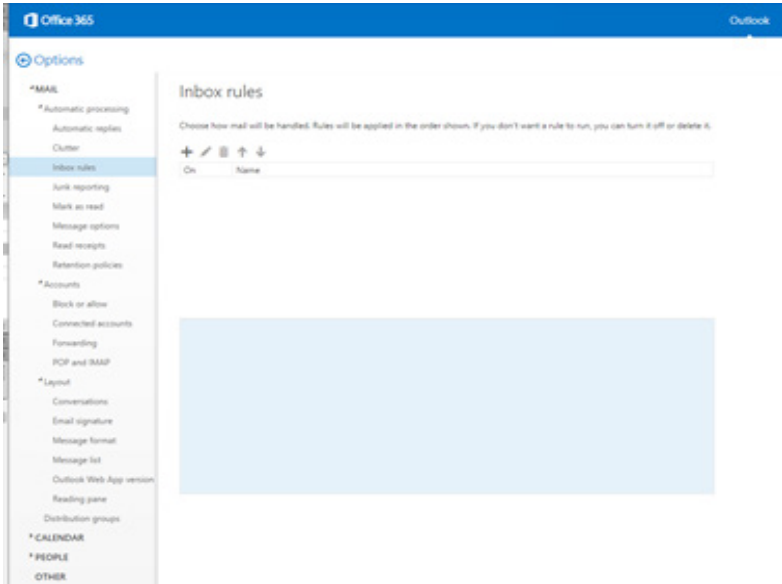 Office 365
Outlook
Options
MAIL
Automatic processing
Automatic replies
Clutter
Inbox rules
Junk reporting
Mark as read
Message options
Read receipts
Retention policies
Accounts
Block or allow
Connected accounts
Forwarding
POP and IMAP
Layout
Conversations
Email signature
Message format
Message list
Outlook Web App version
Reading pane
Distribution groups
CALENDAR
PEOPLE
OTHER
Inbox rules
Choose how mail will be handled. Rules will be applied in the order shown. If you don't want a rule to run, you can turn it off or delete it.
On Name